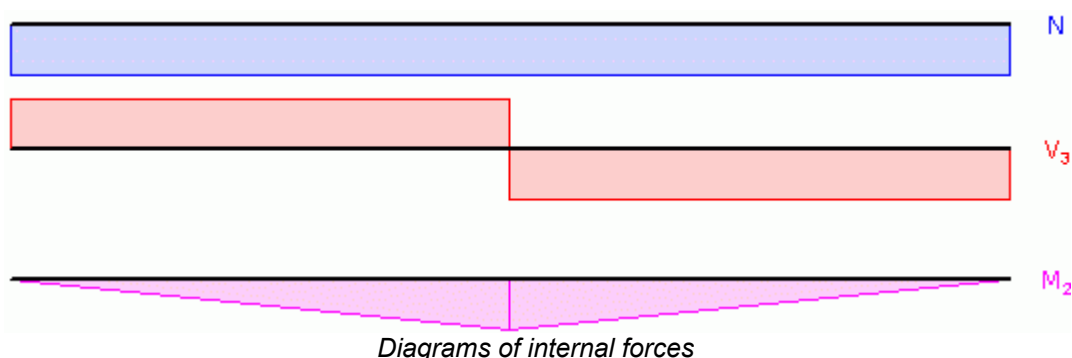 N
V₃
M₂
Diagrams of internal forces